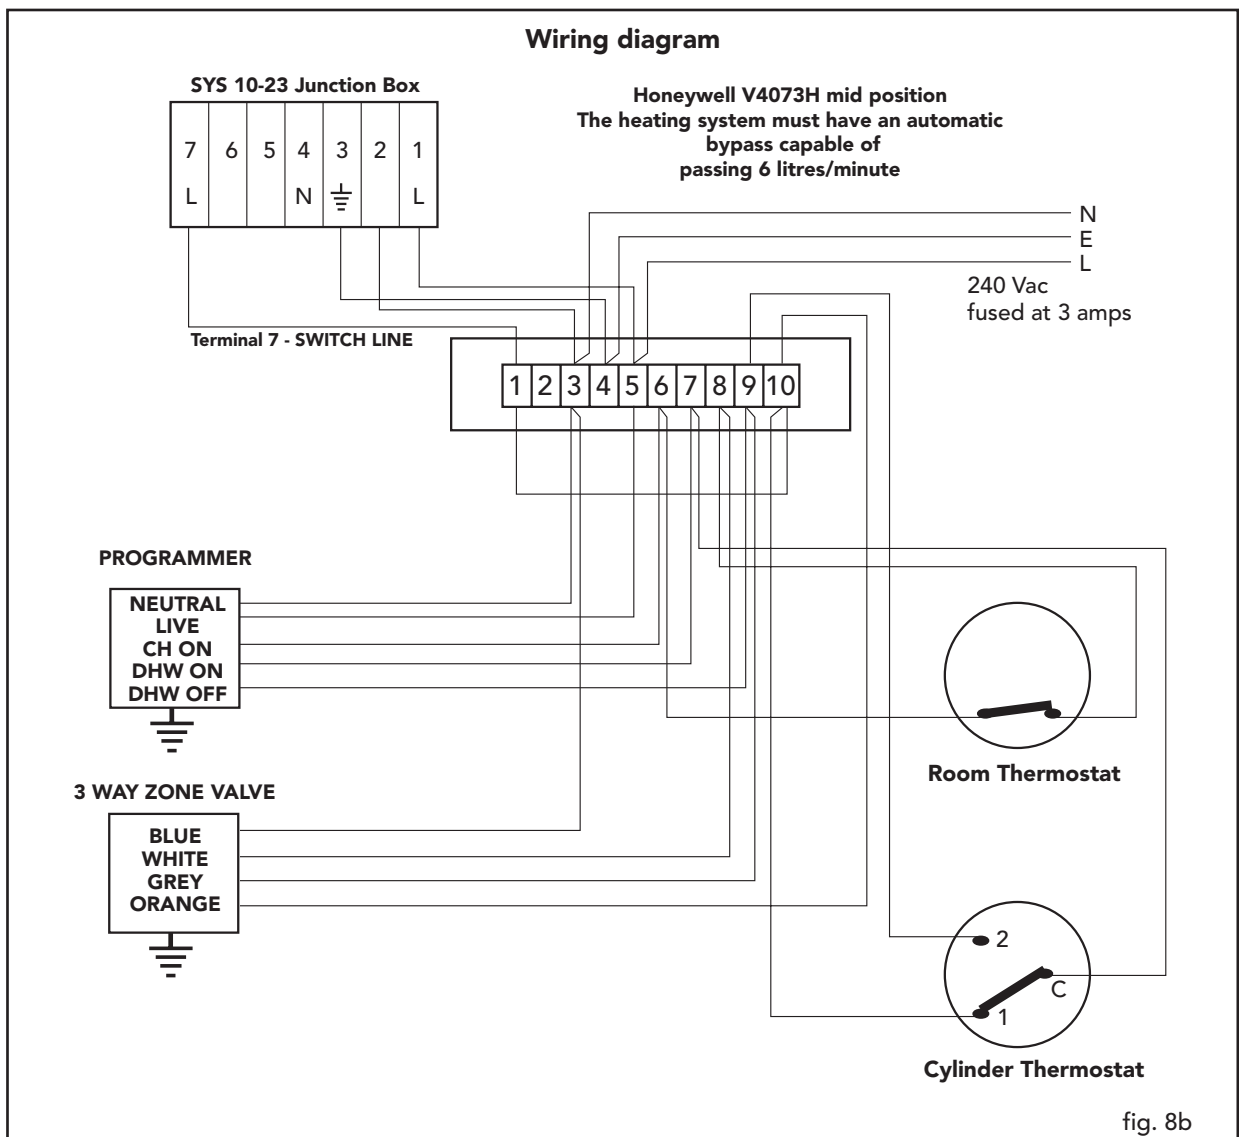 Wiring diagram
SYS 10-23 Junction Box
7 6 5 4 3 2 1
L N L
Honeywell V4073H mid position
The heating system must have an automatic
bypass capable of
passing 6 litres/minute
N
E
L
240 Vac
fused at 3 amps
Terminal 7 - SWITCH LINE
1 2 3 4 5 6 7 8 9 10
PROGRAMMER
NEUTRAL
LIVE
CH ON
DHW ON
DHW OFF
Room Thermostat
3 WAY ZONE VALVE
BLUE
WHITE
GREY
ORANGE
2
C
1
Cylinder Thermostat
fig. 8b